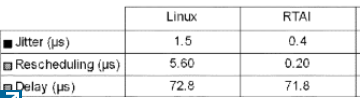 Linux RTAI
Jitter (µs) 1.5 0.4
Rescheduling (µs) 5.60 0.20
Delay (µs) 72.8 71.8